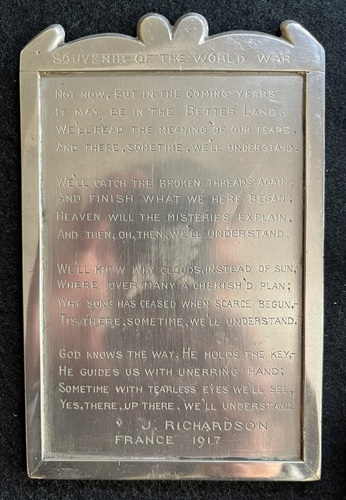 SOUVENIR OF THE WORLD WAR
NOT NOW, BUT IN THE COMING YEARS
IT MAY BE IN THE BETTER LAND,
WE'LL READ THE MEANING OF OUR TEARS,
AND THERE, SOMETIME, WE'LL UNDERSTAND.
WE'LL CATCH THE BROKEN THREADS AGAIN,
AND FINISH WHAT WE HERE BEGAN;
HEAVEN WILL THE MISTERIES EXPLAIN,
AND THEN, OH, THEN, WE'LL UNDERSTAND.
WE'LL KNOW WHY CLOUDS, INSTEAD OF SUN,
WHERE OVER MANY A CHERISH'D PLAN;
WHY SONG HAS CEASED WHEN SCARCE BEGUN,-
TIS THERE, SOMETIME, WE'LL UNDERSTAND.
GOD KNOWS THE WAY, HE HOLDS THE KEY,-
HE GUIDES US WITH UNERRING HAND;
SOMETIME WITH TEARLESS EYES WE'LL SEE,
YES, THERE, UP THERE, WE'LL UNDERSTAND.
J. RICHARDSON
FRANCE 1917